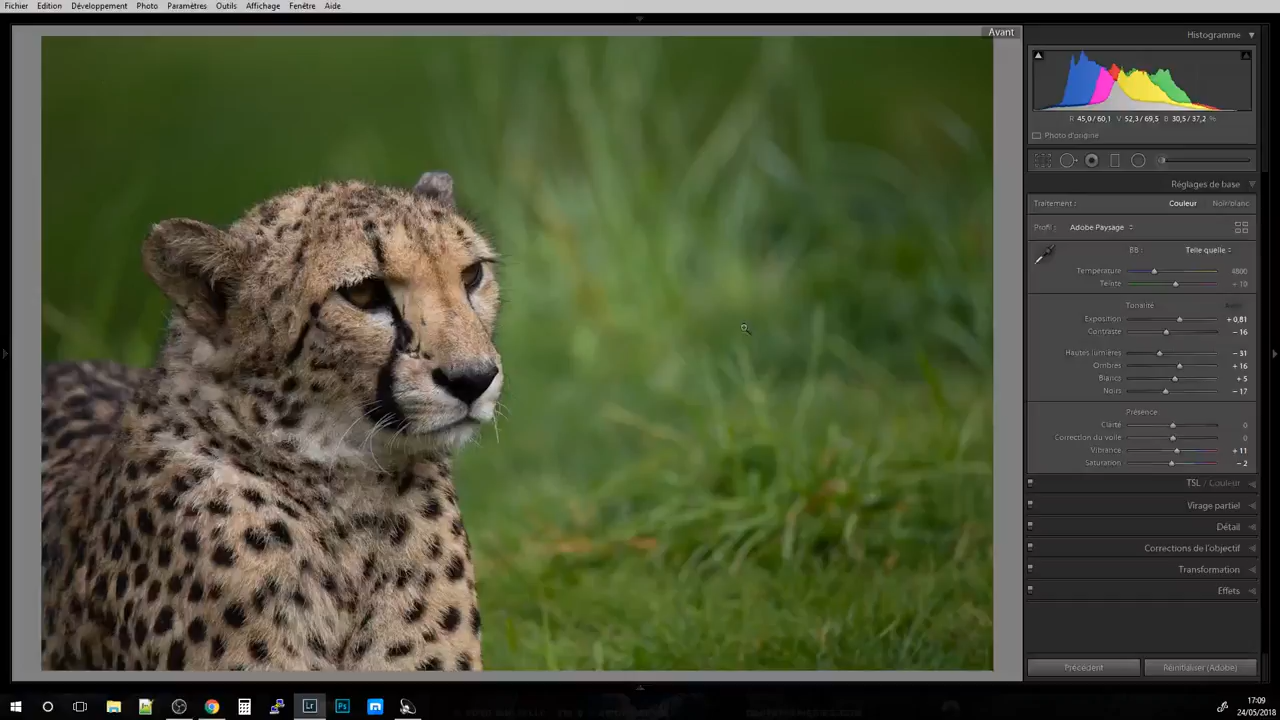 Fichier Edition Développement Photo Paramètres Outils Affichage Fenêtre Aide
Avant
Histogramme
R 45,0 / 60,1 V 52,3 / 69,5 B 30,5 / 37,2 %
Photo d'origine
Réglages de base
Traitement : Couleur Noir/blanc
Profil : Adobe Paysage
BB : Telle quelle
Température 4800
Teinte + 10
Tonalité
Exposition + 0,81
Contraste − 16
Hautes lumières − 31
Ombres + 16
Blancs + 5
Noirs − 17
Présence
Clarté 0
Correction du voile 0
Vibrance + 11
Saturation − 2
TSL / Couleur
Virage partiel
Détail
Corrections de l'objectif
Transformation
Effets
Précédent Réinitialiser (Adobe)
Lr Ps
17:09
24/05/2018